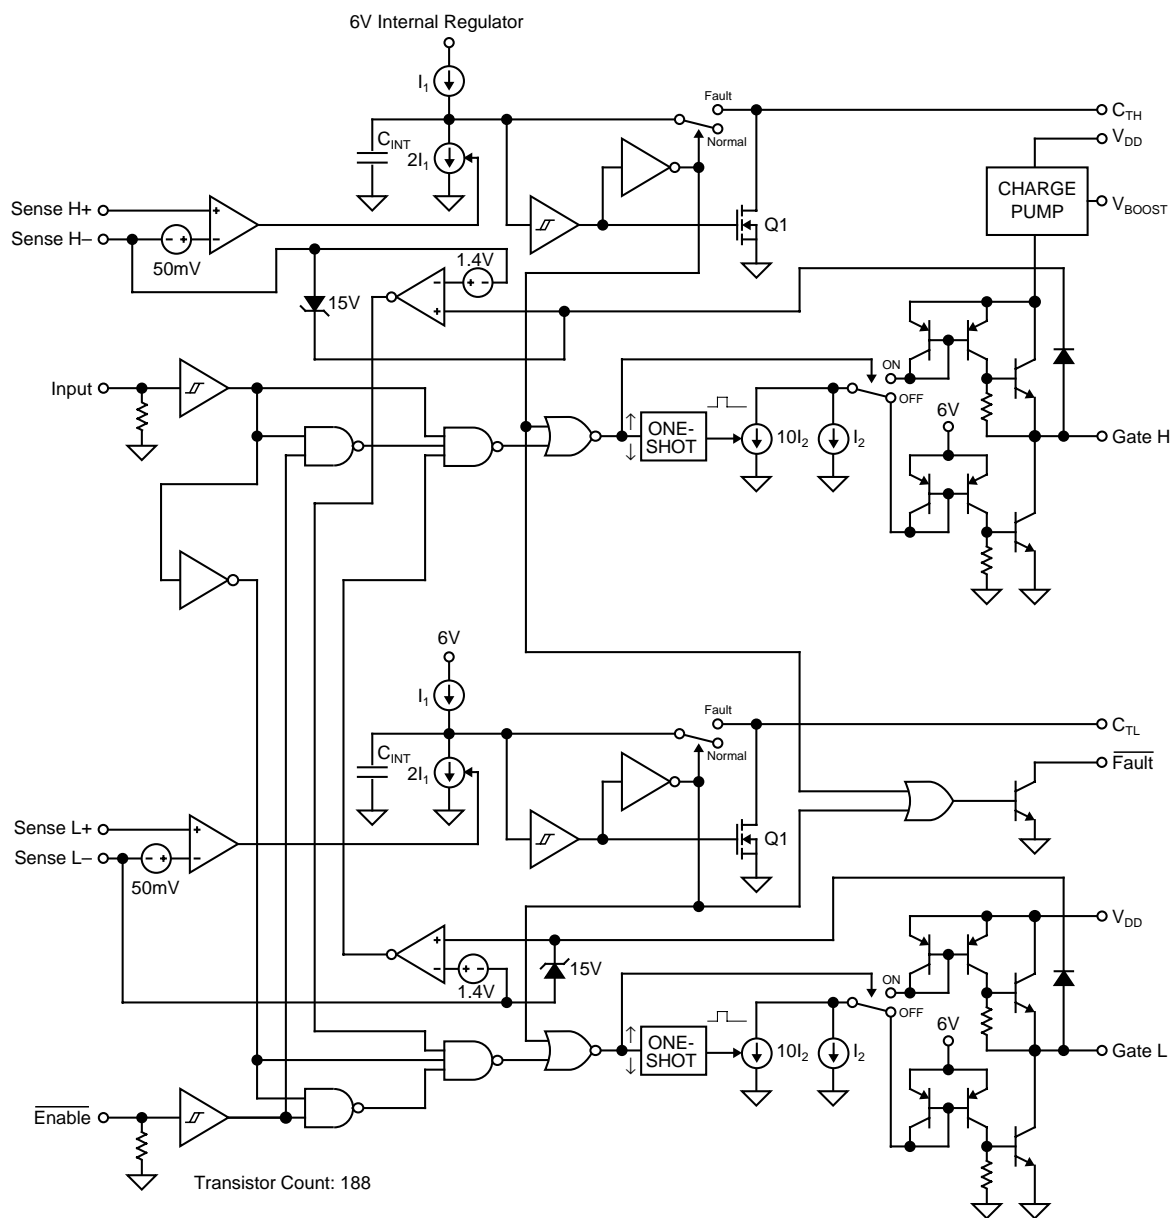 6V Internal Regulator
I1
Fault
CTH
CINT
Normal
VDD
2I1
CHARGE
PUMP
VBOOST
Sense H+
+
Sense H–
– +
–
Q1
50mV
1.4V
–
+ –
15V
+
ON
Input
OFF
6V
ONE-
SHOT
10I2
I2
Gate H
6V
I1
Fault
CTL
CINT
Normal
2I1
Fault
Sense L+
+
Sense L–
– +
–
Q1
50mV
+
VDD
–
+ –
15V
1.4V
ON
OFF
6V
ONE-
SHOT
10I2
I2
Gate L
Enable
Transistor Count: 188